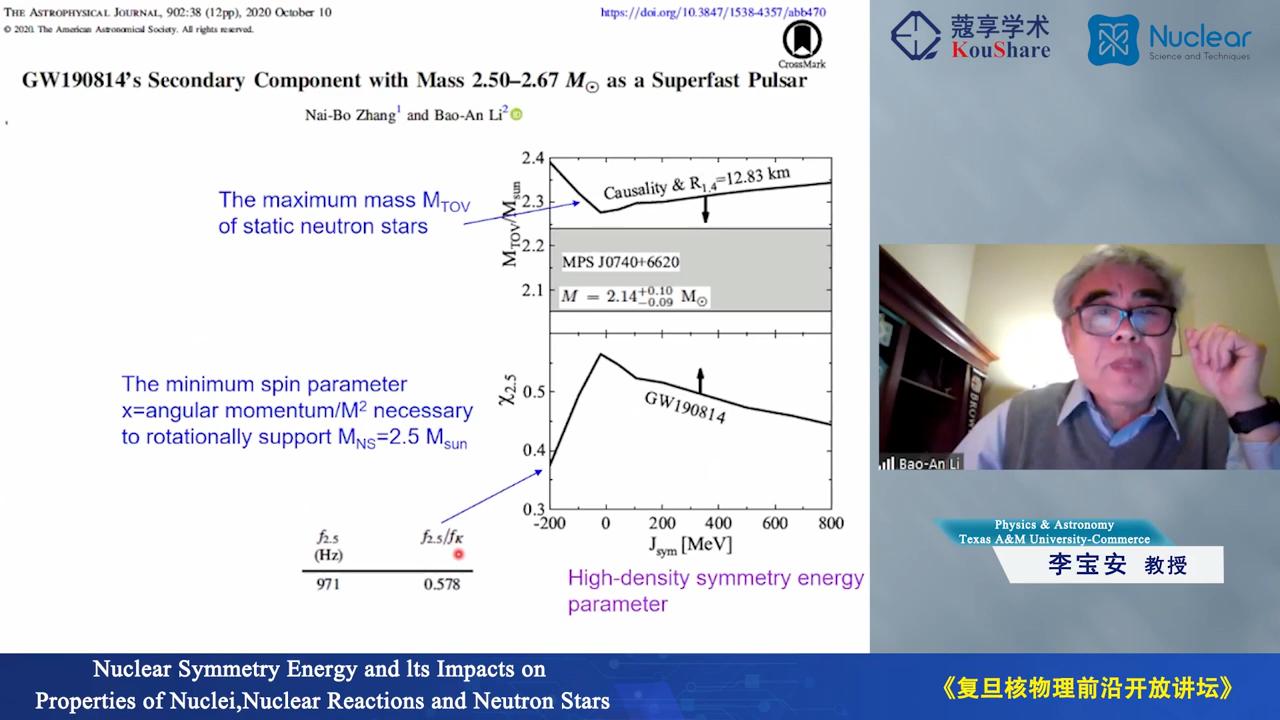 THE ASTROPHYSICAL JOURNAL, 902:38 (12pp), 2020 October 10
https://doi.org/10.3847/1538-4357/abb470
© 2020. The American Astronomical Society. All rights reserved.
CrossMark
GW190814's Secondary Component with Mass 2.50–2.67 M⊙ as a Superfast Pulsar
Nai-Bo Zhang1 and Bao-An Li2
The maximum mass MTOV
of static neutron stars
MTOV/Msun
2.4
2.3
2.2
2.1
Causality & R1.4=12.83 km
MPS J0740+6620
M = 2.14+0.10−0.09 M⊙
The minimum spin parameter
x=angular momentum/M2 necessary
to rotationally support MNS=2.5 Msun
χ2.5
0.5
0.4
0.3
GW190814
-200 0 200 400 600 800
Jsym [MeV]
f2.5 f2.5/fK
(Hz)
971 0.578
High-density symmetry energy
parameter
蔻享学术
KouShare
Nuclear
Science and Techniques
Bao-An Li
BROW
Physics & Astronomy
Texas A&M University-Commerce
李宝安 教授
Nuclear Symmetry Energy and lts Impacts on
Properties of Nuclei,Nuclear Reactions and Neutron Stars
《复旦核物理前沿开放讲坛》